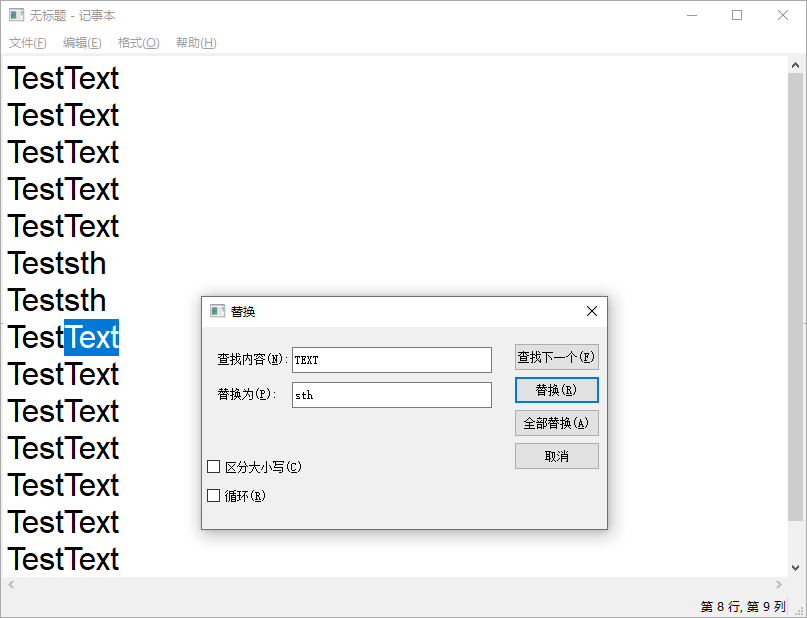 无标题 - 记事本
文件(F) 编辑(E) 格式(O) 帮助(H)
TestText
TestText
TestText
TestText
TestText
Teststh
Teststh
TestText
TestText
TestText
TestText
TestText
TestText
TestText
替换
查找内容(N): TEXT 查找下一个(F)
替换为(P): sth 替换(R)
全部替换(A)
取消
区分大小写(C)
循环(R)
第 8 行, 第 9 列